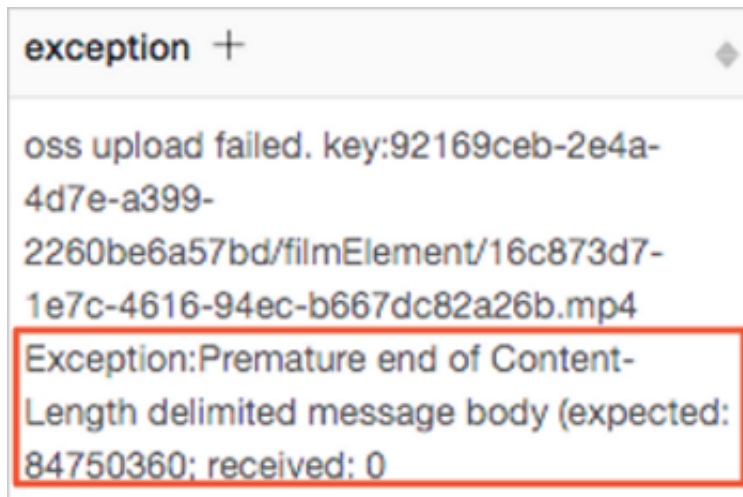 exception +
oss upload failed. key:92169ceb-2e4a-
4d7e-a399-
2260be6a57bd/filmElement/16c873d7-
1e7c-4616-94ec-b667dc82a26b.mp4
Exception:Premature end of Content-
Length delimited message body (expected:
84750360; received: 0